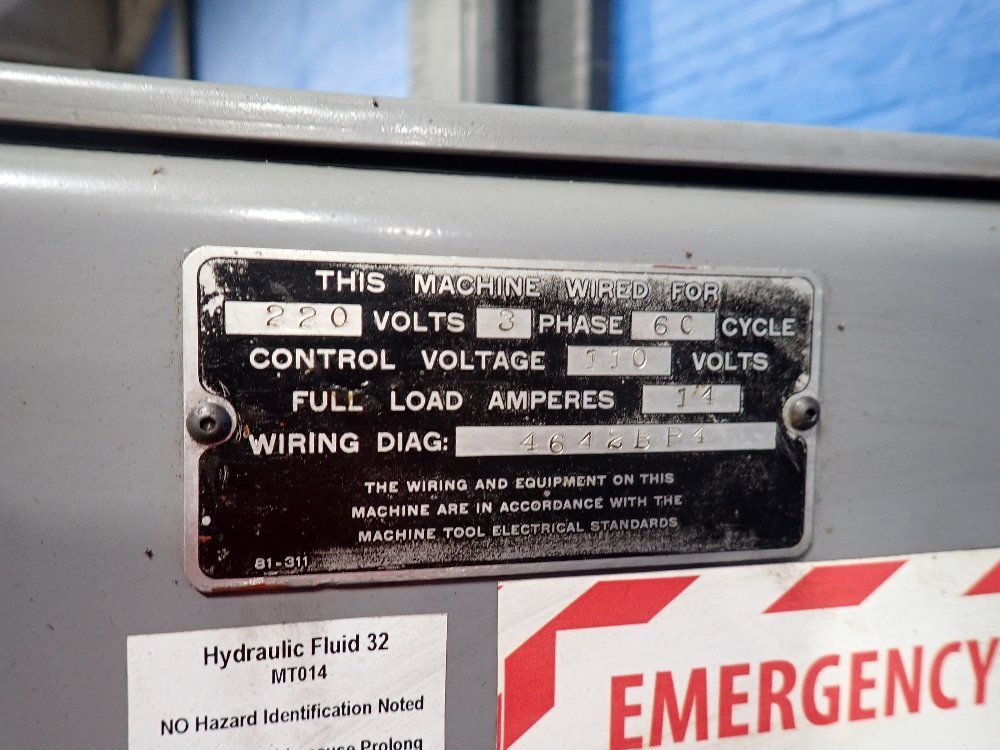 THIS MACHINE WIRED FOR
220 VOLTS 3 PHASE 60 CYCLE
CONTROL VOLTAGE 110 VOLTS
FULL LOAD AMPERES 14
WIRING DIAG: 4642BP4
THE WIRING AND EQUIPMENT ON THIS
MACHINE ARE IN ACCORDANCE WITH THE
MACHINE TOOL ELECTRICAL STANDARDS
81-311
Hydraulic Fluid 32
MT014
NO Hazard Identification Noted
Prolong
EMERGENCY